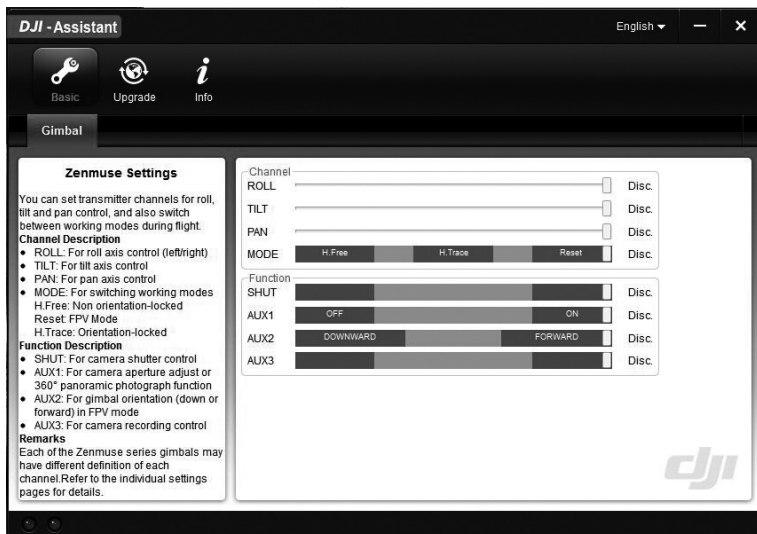 DJI - Assistant
English
Basic
Upgrade
Info
Gimbal
Zenmuse Settings
You can set transmitter channels for roll,
tilt and pan control, and also switch
between working modes during flight.
Channel Description
• ROLL: For roll axis control (left/right)
• TILT: For tilt axis control
• PAN: For pan axis control
• MODE: For switching working modes
H.Free: Non orientation-locked
Reset: FPV Mode
H.Trace: Orientation-locked
Function Description
• SHUT: For camera shutter control
• AUX1: For camera aperture adjust or
360° panoramic photograph function
• AUX2: For gimbal orientation (down or
forward) in FPV mode
• AUX3: For camera recording control
Remarks
Each of the Zenmuse series gimbals may
have different definition of each
channel.Refer to the individual settings
pages for details.
Channel
ROLL Disc.
TILT Disc.
PAN Disc.
MODE H.Free H.Trace Reset Disc.
Function
SHUT Disc.
AUX1 OFF ON Disc.
AUX2 DOWNWARD FORWARD Disc.
AUX3 Disc.
dji